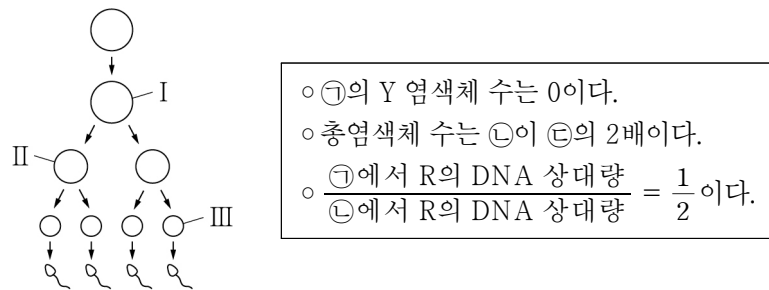 I
II
III
○㉠의 Y 염색체 수는 0이다.
○총염색체 수는 ㉡이 ㉢의 2배이다.
○ ㉠에서 R의 DNA 상대량 / ㉡에서 R의 DNA 상대량 = 1/2 이다.